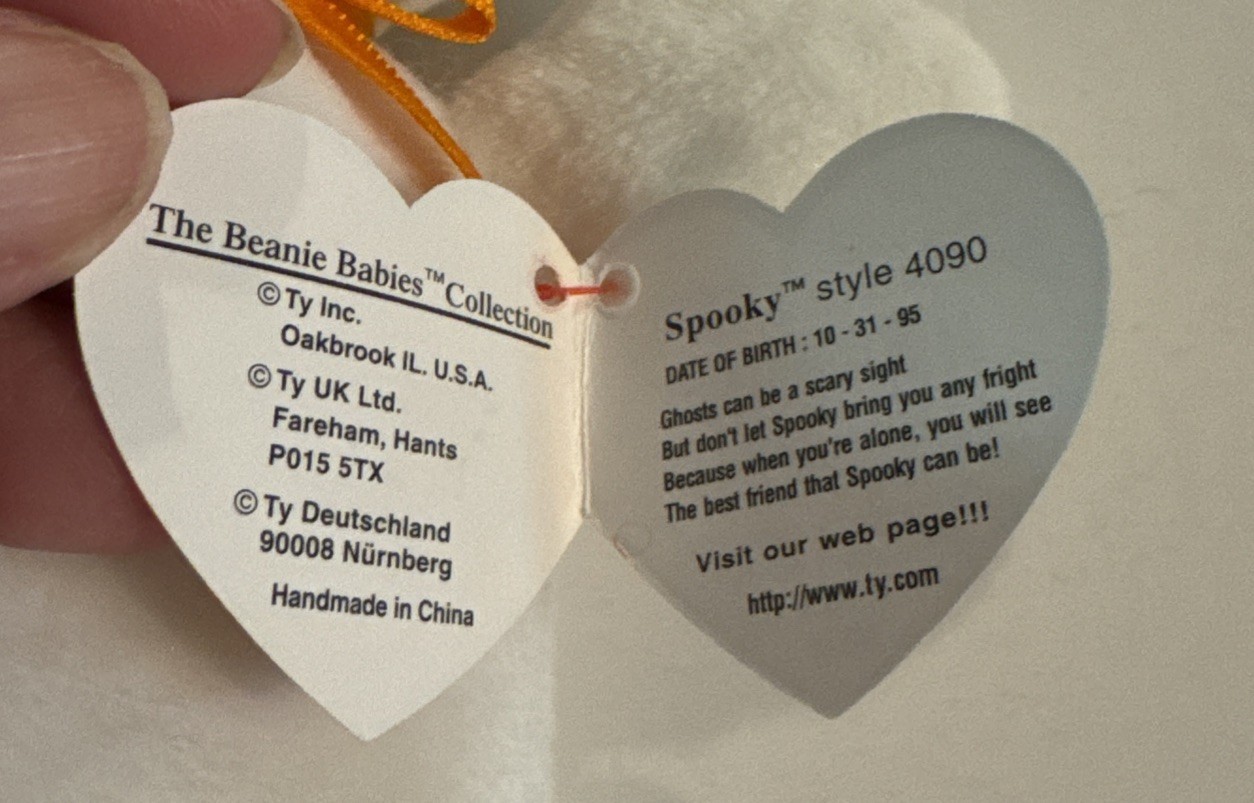 The Beanie Babies™Collection
© Ty Inc.
Oakbrook IL. U.S.A.
© Ty UK Ltd.
Fareham, Hants
P015 5TX
© Ty Deutschland
90008 Nürnberg
Handmade in China
Spooky™ style 4090
DATE OF BIRTH : 10 - 31 - 95
Ghosts can be a scary sight
But don't let Spooky bring you any fright
Because when you're alone, you will see
The best friend that Spooky can be!
Visit our web page!!!
http://www.ty.com